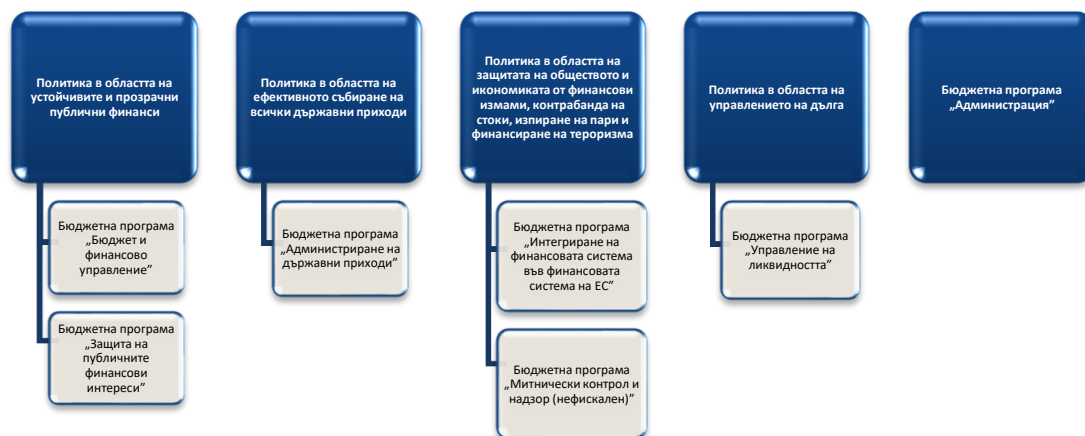 Политика в областта на
устойчивите и прозрачни
публични финанси
Бюджетна програма
„Бюджет и
финансово
управление”
Бюджетна програма
„Защита на
публичните
финансови
интереси”
Политика в областта на
ефективното събиране на
всички държавни приходи
Бюджетна програма
„Администриране на
държавни приходи”
Политика в областта на
защитата на обществото и
икономиката от финансови
измами, контрабанда на
стоки, изпиране на пари и
финансиране на тероризма
Бюджетна програма
„Интегриране на
финансовата система
във финансовата
система на ЕС”
Бюджетна програма
„Митнически контрол и
надзор (нефискален)”
Политика в областта на
управлението на дълга
Бюджетна програма
„Управление на
ликвидността”
Бюджетна програма
„Администрация”